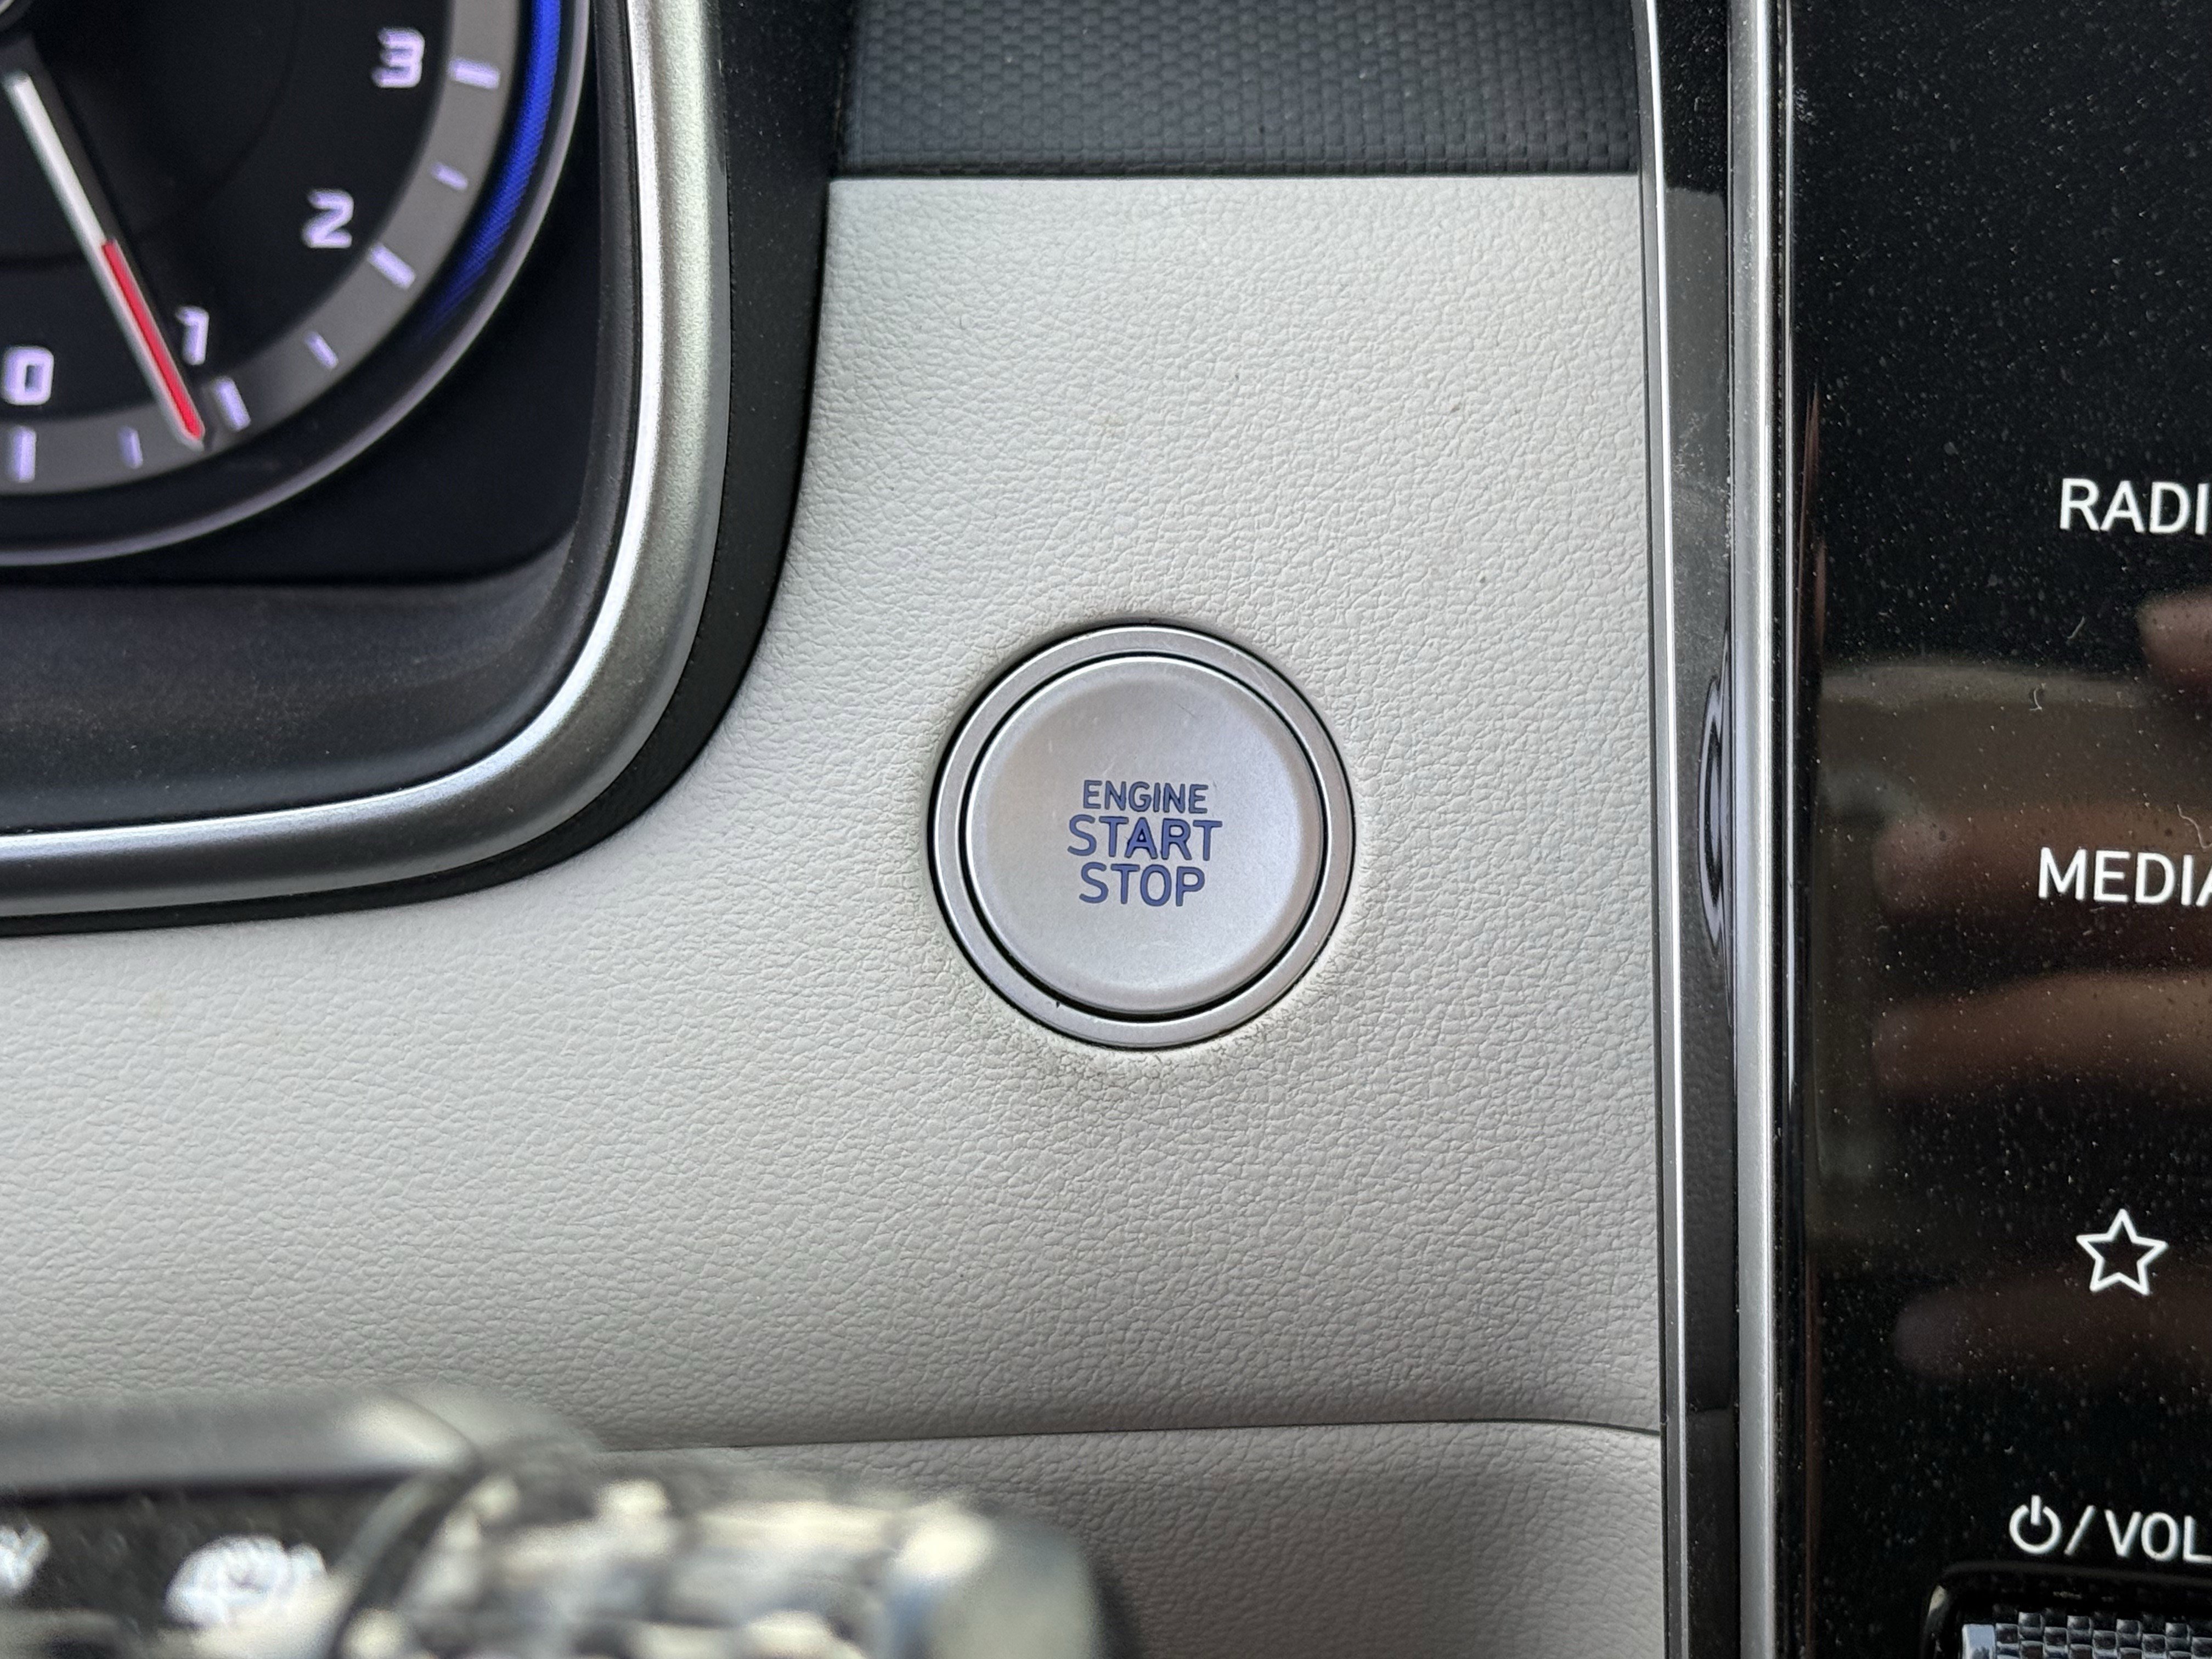 3
2
1
0
RADI
ENGINE
START
STOP
MEDIA
⏻/ VOL